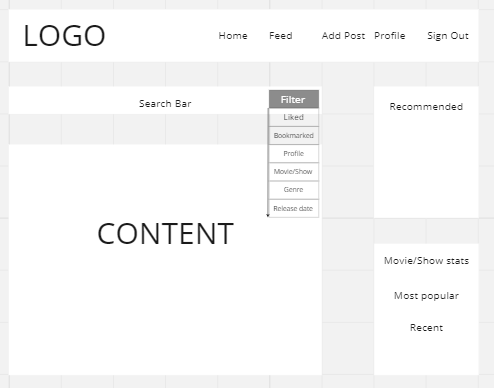 LOGO
Home Feed Add Post Profile Sign Out
Search Bar
Filter
Liked
Bookmarked
Profile
Movie/Show
Genre
Release date
CONTENT
Recommended
Movie/Show stats
Most popular
Recent